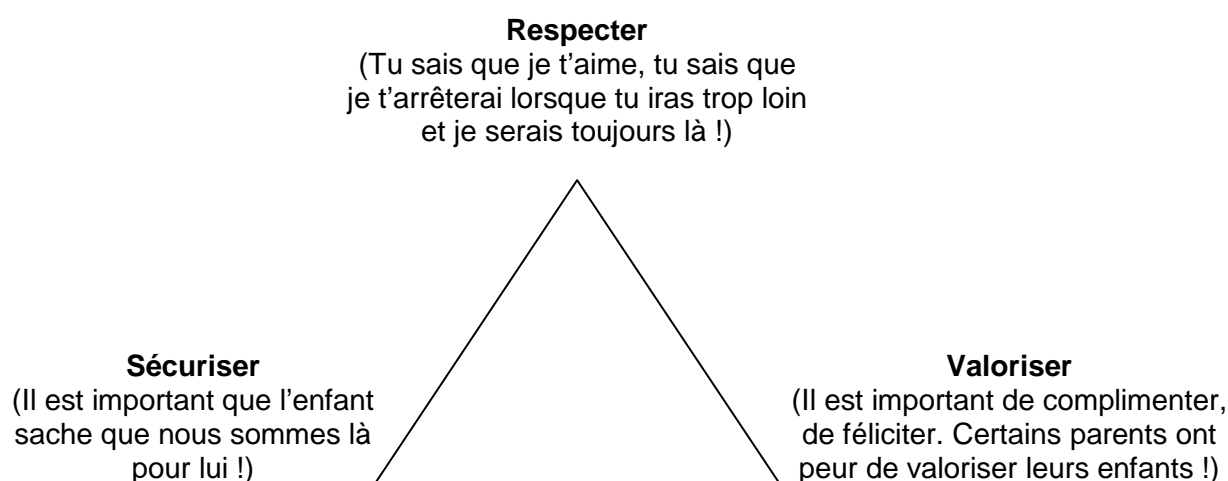 Respecter
(Tu sais que je t'aime, tu sais que
je t'arrêterai lorsque tu iras trop loin
et je serais toujours là !)
Sécuriser
(Il est important que l'enfant
sache que nous sommes là
pour lui !)
Valoriser
(Il est important de complimenter,
de féliciter. Certains parents ont
peur de valoriser leurs enfants !)